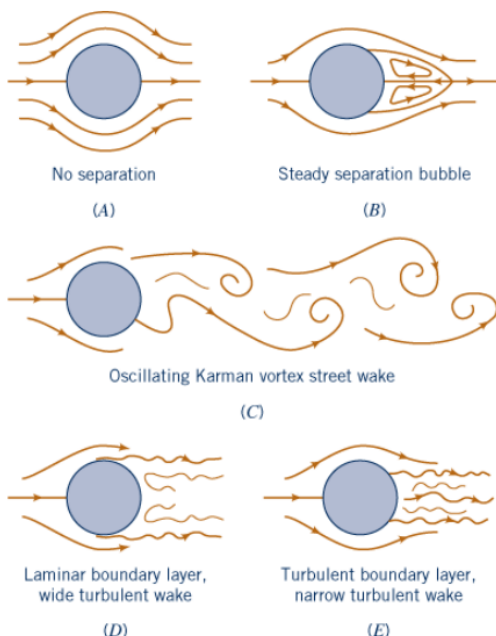 No separation
Steady separation bubble
(A)
(B)
Oscillating Karman vortex street wake
(C)
Laminar boundary layer,
wide turbulent wake
Turbulent boundary layer,
narrow turbulent wake
(D)
(E)